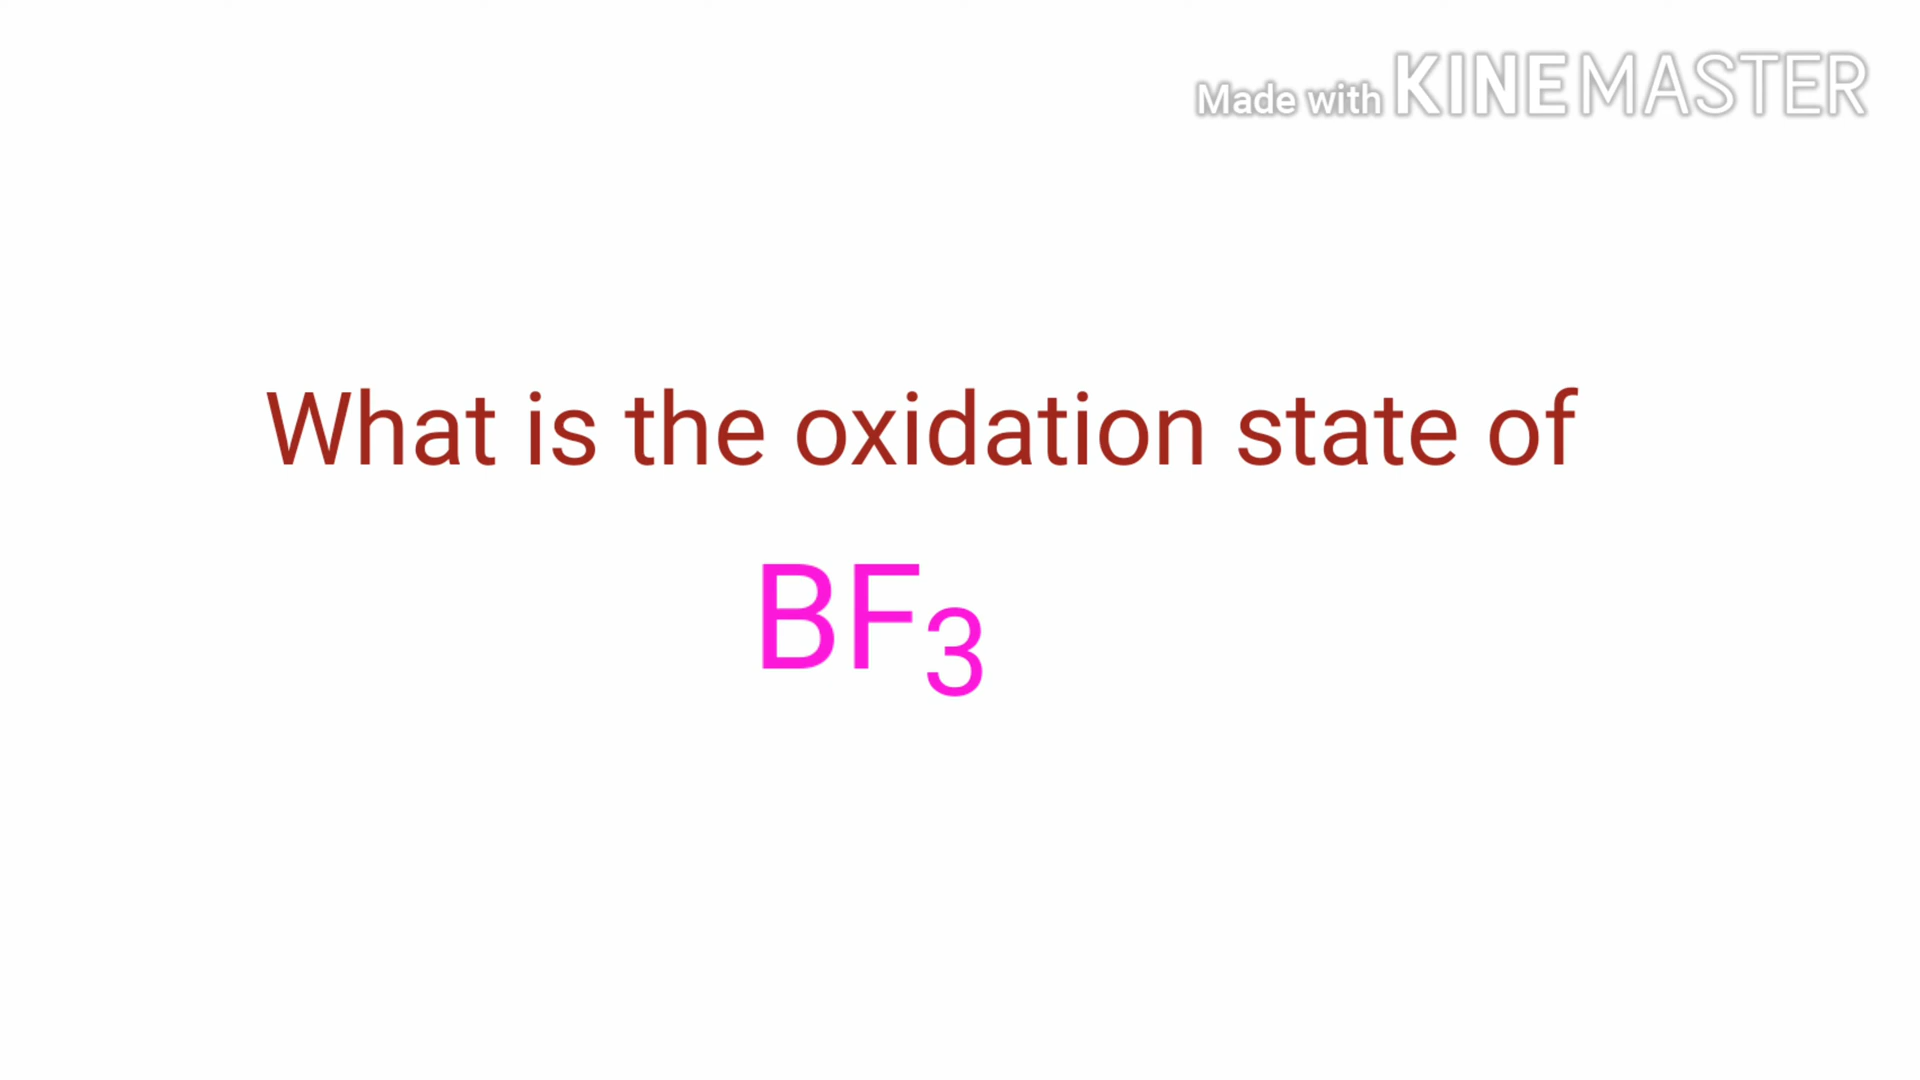 Made with KINEMASTER
What is the oxidation state of
BF₃